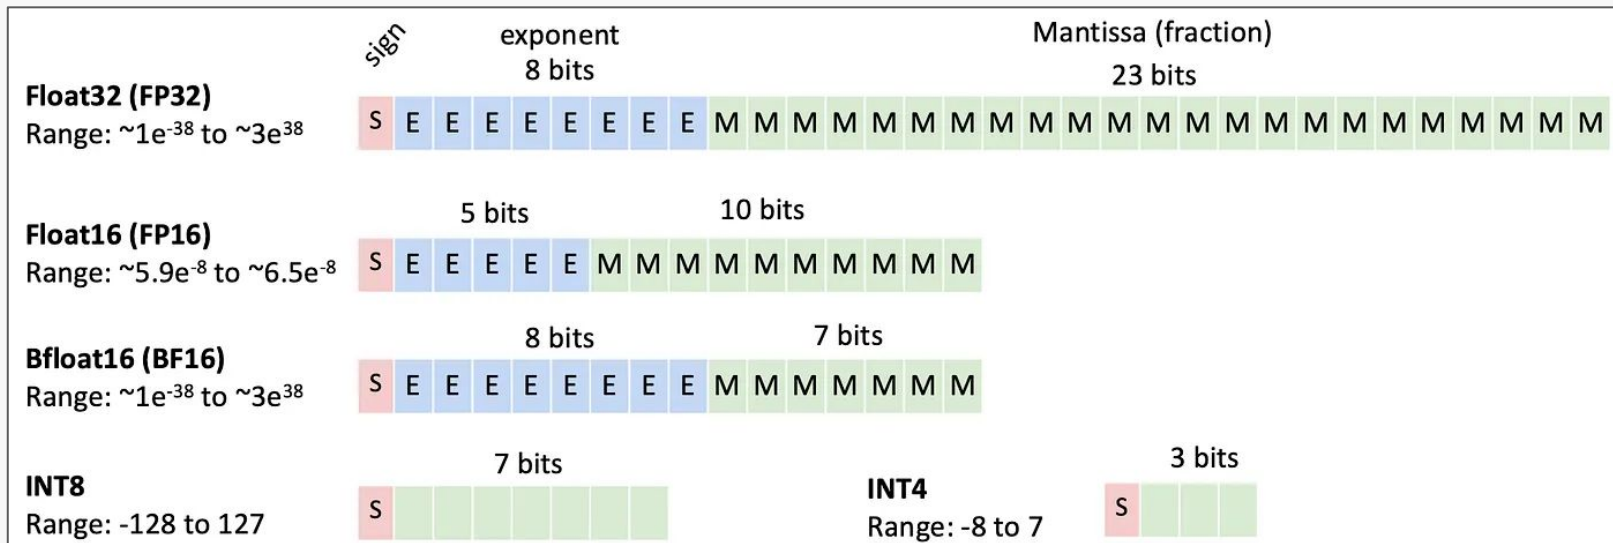 sign exponent Mantissa (fraction)
8 bits 23 bits
Float32 (FP32)
Range: ~1e⁻³⁸ to ~3e³⁸
S E E E E E E E E M M M M M M M M M M M M M M M M M M M M M M M
5 bits 10 bits
Float16 (FP16)
Range: ~5.9e⁻⁸ to ~6.5e⁻⁸
S E E E E E M M M M M M M M M M
8 bits 7 bits
Bfloat16 (BF16)
Range: ~1e⁻³⁸ to ~3e³⁸
S E E E E E E E E M M M M M M M
7 bits
INT8
Range: -128 to 127
S
3 bits
INT4
Range: -8 to 7
S